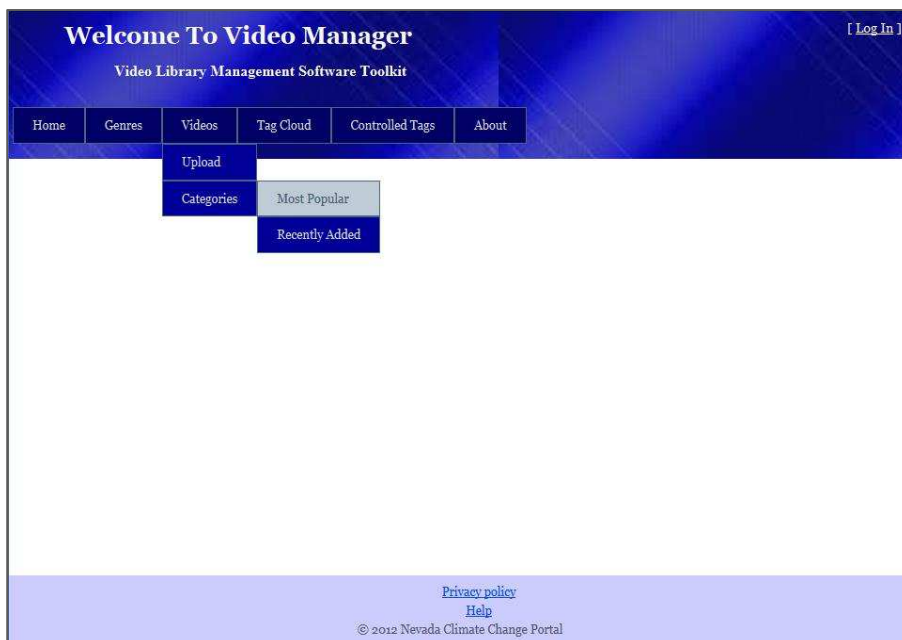 Welcome To Video Manager
[ Log In ]
Video Library Management Software Toolkit
Home Genres Videos Tag Cloud Controlled Tags About
Upload
Categories Most Popular
Recently Added
Privacy policy
Help
© 2012 Nevada Climate Change Portal